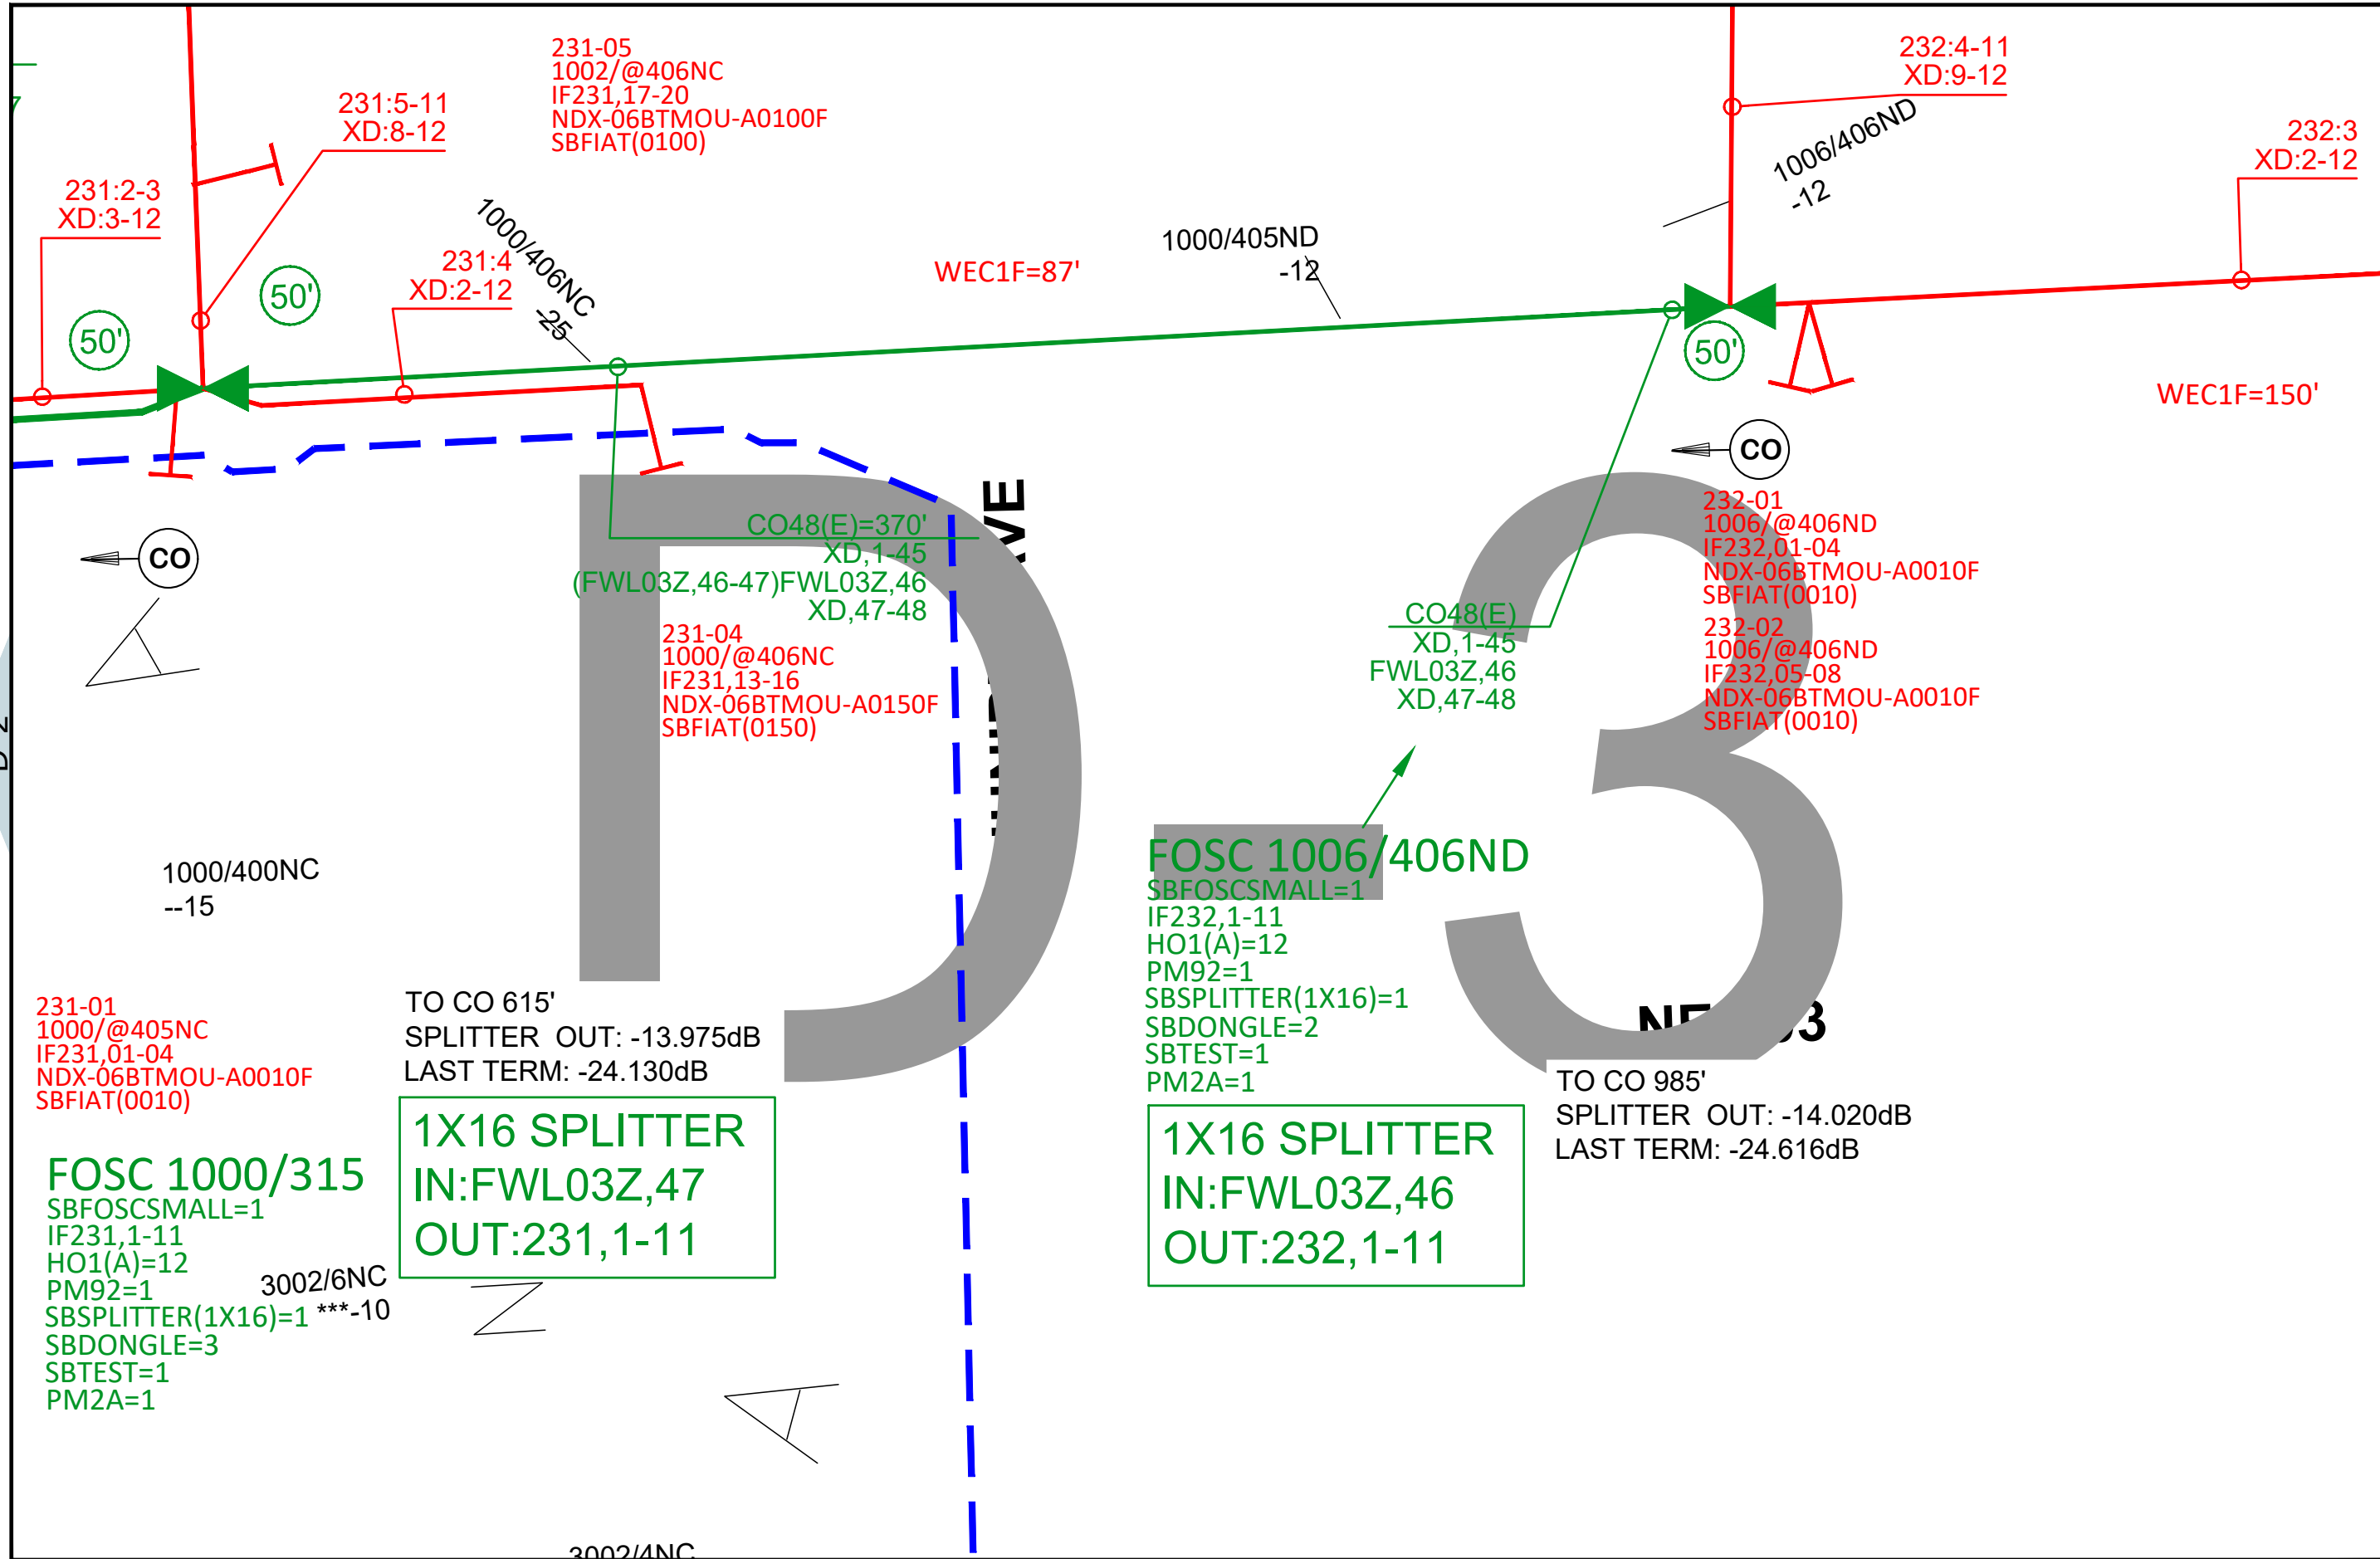 231-05
1002/@406NC
IF231,17-20
NDX-06BTMOU-A0100F
SBFIAT(0100)
231:5-11
XD:8-12
231:2-3
XD:3-12
231:4
XD:2-12
50'
50'
1000/406NC
-25
WEC1F=87'
1000/405ND
-12
232:4-11
XD:9-12
1006/406ND
-12
232:3
XD:2-12
50'
WEC1F=150'
CO
CO
CO48(E)=370'
XD,1-45
(FWL03Z,46-47)FWL03Z,46
XD,47-48
231-04
1000/@406NC
IF231,13-16
NDX-06BTMOU-A0150F
SBFIAT(0150)
D-3
CO48(E)
XD,1-45
FWL03Z,46
XD,47-48
232-01
1006/@406ND
IF232,01-04
NDX-06BTMOU-A0010F
SBFIAT(0010)
232-02
1006/@406ND
IF232,05-08
NDX-06BTMOU-A0010F
SBFIAT(0010)
1000/400NC
--15
231-01
1000/@405NC
IF231,01-04
NDX-06BTMOU-A0010F
SBFIAT(0010)
TO CO 615'
SPLITTER OUT: -13.975dB
LAST TERM: -24.130dB
1X16 SPLITTER
IN:FWL03Z,47
OUT:231,1-11
FOSC 1000/315
SBFOSCSMALL=1
IF231,1-11
HO1(A)=12
PM92=1
SBSPLITTER(1X16)=1
SBDONGLE=3
SBTEST=1
PM2A=1
3002/6NC
***-10
FOSC 1006/406ND
SBFOSCSMALL=1
IF232,1-11
HO1(A)=12
PM92=1
SBSPLITTER(1X16)=1
SBDONGLE=2
SBTEST=1
PM2A=1
1X16 SPLITTER
IN:FWL03Z,46
OUT:232,1-11
TO CO 985'
SPLITTER OUT: -14.020dB
LAST TERM: -24.616dB
3002/4NC